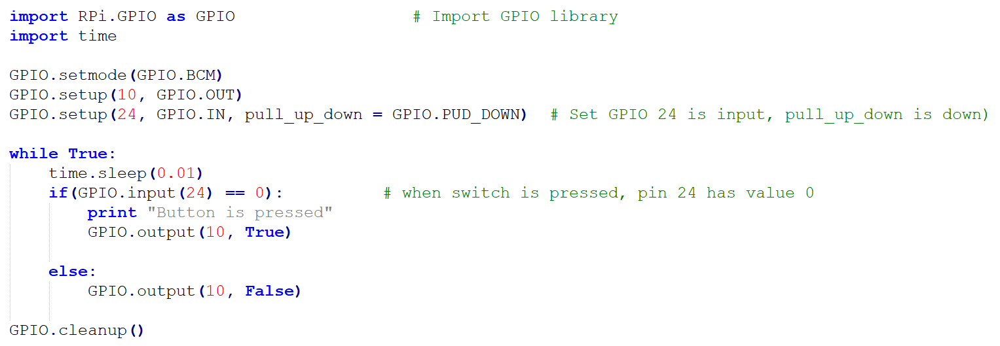 import RPi.GPIO as GPIO                  # Import GPIO library
import time
GPIO.setmode(GPIO.BCM)
GPIO.setup(10, GPIO.OUT)
GPIO.setup(24, GPIO.IN, pull_up_down = GPIO.PUD_DOWN)  # Set GPIO 24 is input, pull_up_down is down)
while True:
    time.sleep(0.01)
    if(GPIO.input(24) == 0):          # when switch is pressed, pin 24 has value 0
        print "Button is pressed"
        GPIO.output(10, True)
    else:
        GPIO.output(10, False)
GPIO.cleanup()